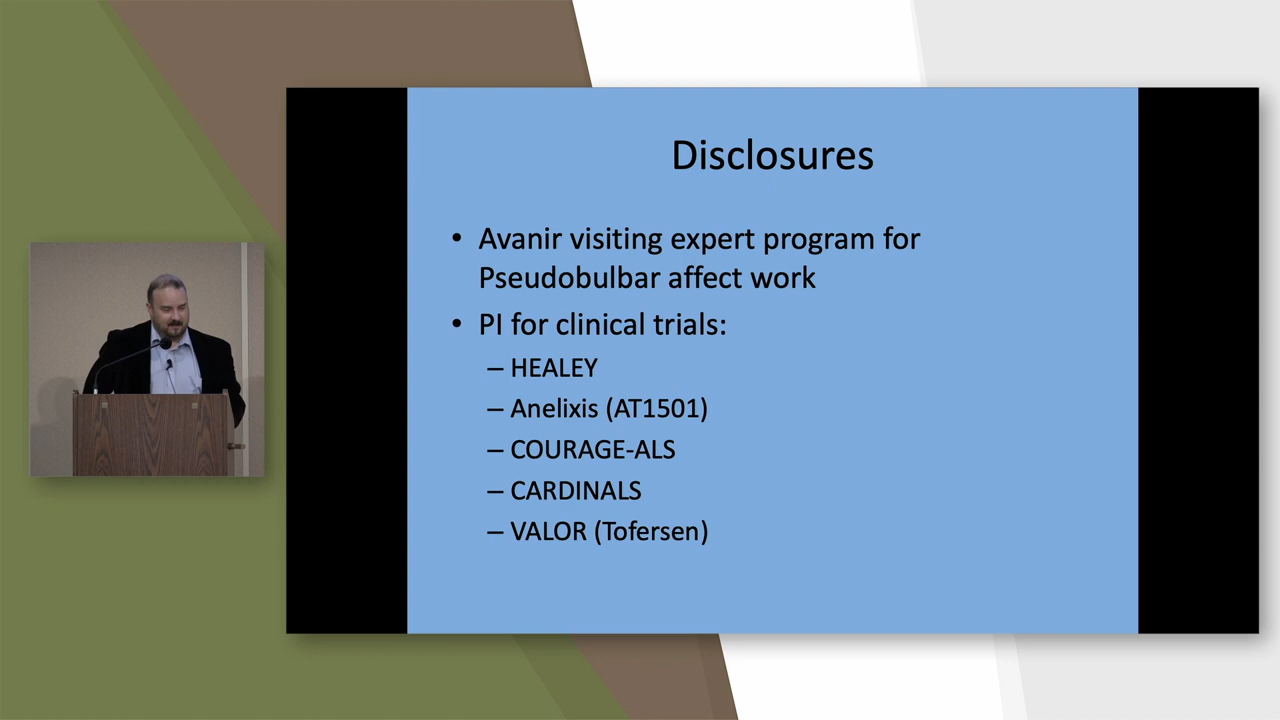 Disclosures
• Avanir visiting expert program for
Pseudobulbar affect work
• PI for clinical trials:
– HEALEY
– Anelixis (AT1501)
– COURAGE-ALS
– CARDINALS
– VALOR (Tofersen)